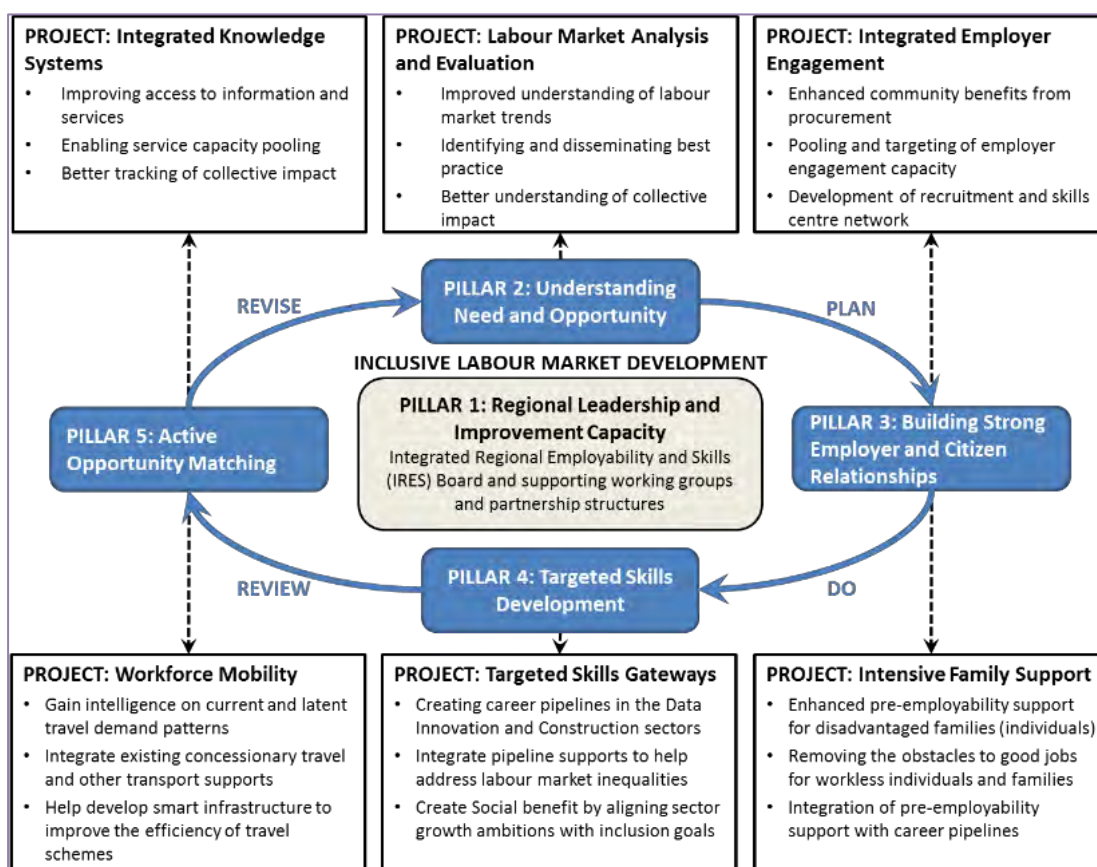 PROJECT: Integrated Knowledge
Systems
• Improving access to information and
services
• Enabling service capacity pooling
• Better tracking of collective impact
PROJECT: Labour Market Analysis
and Evaluation
• Improved understanding of labour
market trends
• Identifying and disseminating best
practice
• Better understanding of collective
impact
PROJECT: Integrated Employer
Engagement
• Enhanced community benefits from
procurement
• Pooling and targeting of employer
engagement capacity
• Development of recruitment and skills
centre network
REVISE
PILLAR 2: Understanding
Need and Opportunity
PLAN
INCLUSIVE LABOUR MARKET DEVELOPMENT
PILLAR 5: Active
Opportunity Matching
PILLAR 1: Regional Leadership and
Improvement Capacity
Integrated Regional Employability and Skills
(IRES) Board and supporting working groups
and partnership structures
PILLAR 3: Building Strong
Employer and Citizen
Relationships
REVIEW
PILLAR 4: Targeted Skills
Development
DO
PROJECT: Workforce Mobility
• Gain intelligence on current and latent
travel demand patterns
• Integrate existing concessionary travel
and other transport supports
• Help develop smart infrastructure to
improve the efficiency of travel
schemes
PROJECT: Targeted Skills Gateways
• Creating career pipelines in the Data
Innovation and Construction sectors
• Integrate pipeline supports to help
address labour market inequalities
• Create Social benefit by aligning sector
growth ambitions with inclusion goals
PROJECT: Intensive Family Support
• Enhanced pre-employability support
for disadvantaged families (individuals)
• Removing the obstacles to good jobs
for workless individuals and families
• Integration of pre-employability
support with career pipelines